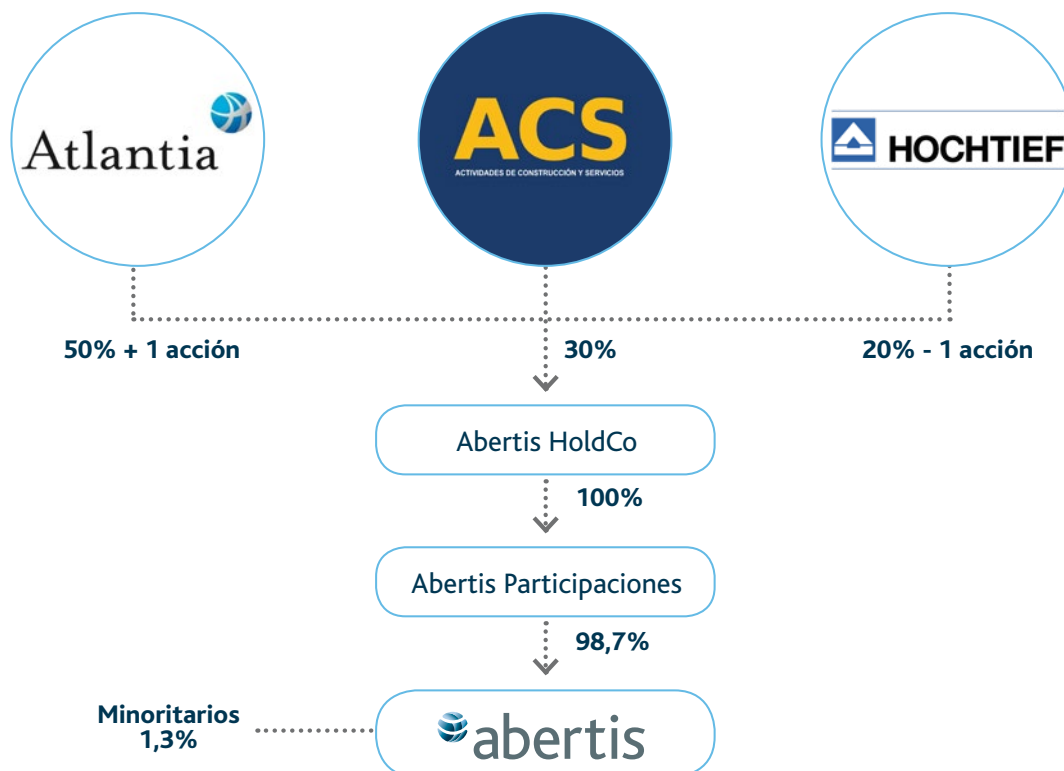 Atlantia
ACS
ACTIVIDADES DE CONSTRUCCIÓN Y SERVICIOS
HOCHTIEF
50% + 1 acción
30%
20% - 1 acción
Abertis HoldCo
100%
Abertis Participaciones
98,7%
Minoritarios
1,3%
abertis